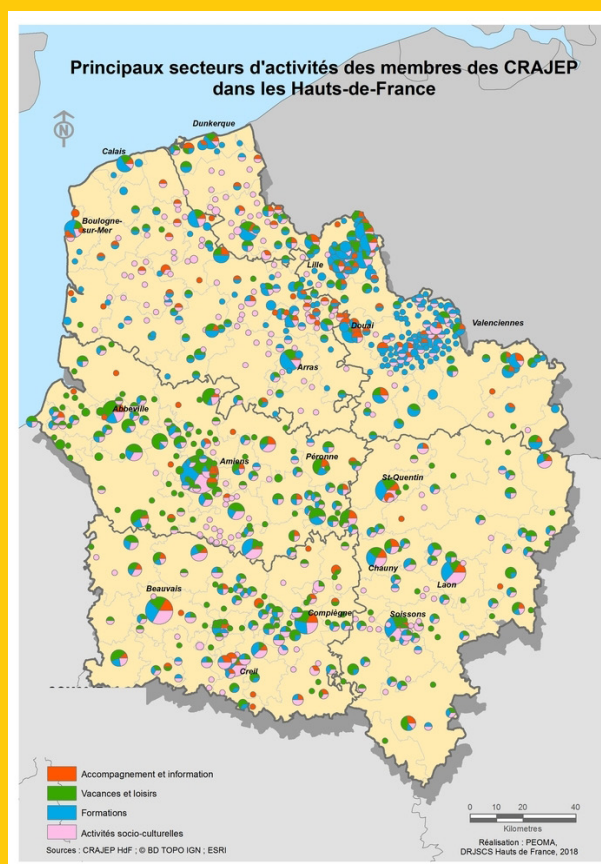 Principaux secteurs d'activités des membres des CRAJEP
dans les Hauts-de-France
N
Dunkerque
Calais
Boulogne-
sur-Mer
Lille
Douai
Valenciennes
Arras
Abbeville
Amiens
Péronne
St-Quentin
Chauny
Laon
Beauvais
Compiègne
Soissons
Creil
Accompagnement et information
Vacances et loisirs
Formations
Activités socio-culturelles
Sources : CRAJEP HdF ; © BD TOPO IGN ; ESRI
0 20 40
Kilometres
Réalisation : PEOMA,
DRJSCS Hauts de France, 2018